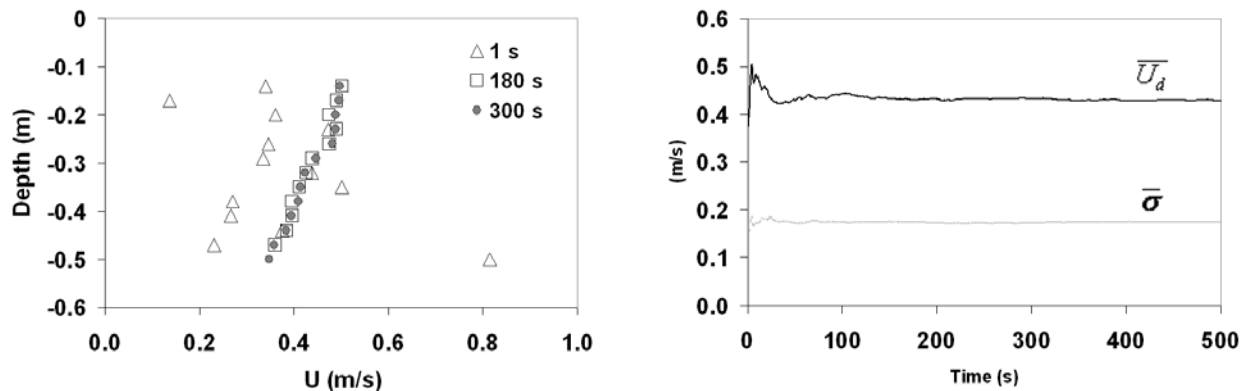 0
-0.1
-0.2
-0.3
-0.4
-0.5
-0.6
Depth (m)
1 s
180 s
300 s
0.0 0.2 0.4 0.6 0.8 1.0
U (m/s)
0.6
0.5
0.4
0.3
0.2
0.1
0.0
(m/s)
U̅_d̅
σ̅
0 100 200 300 400 500
Time (s)